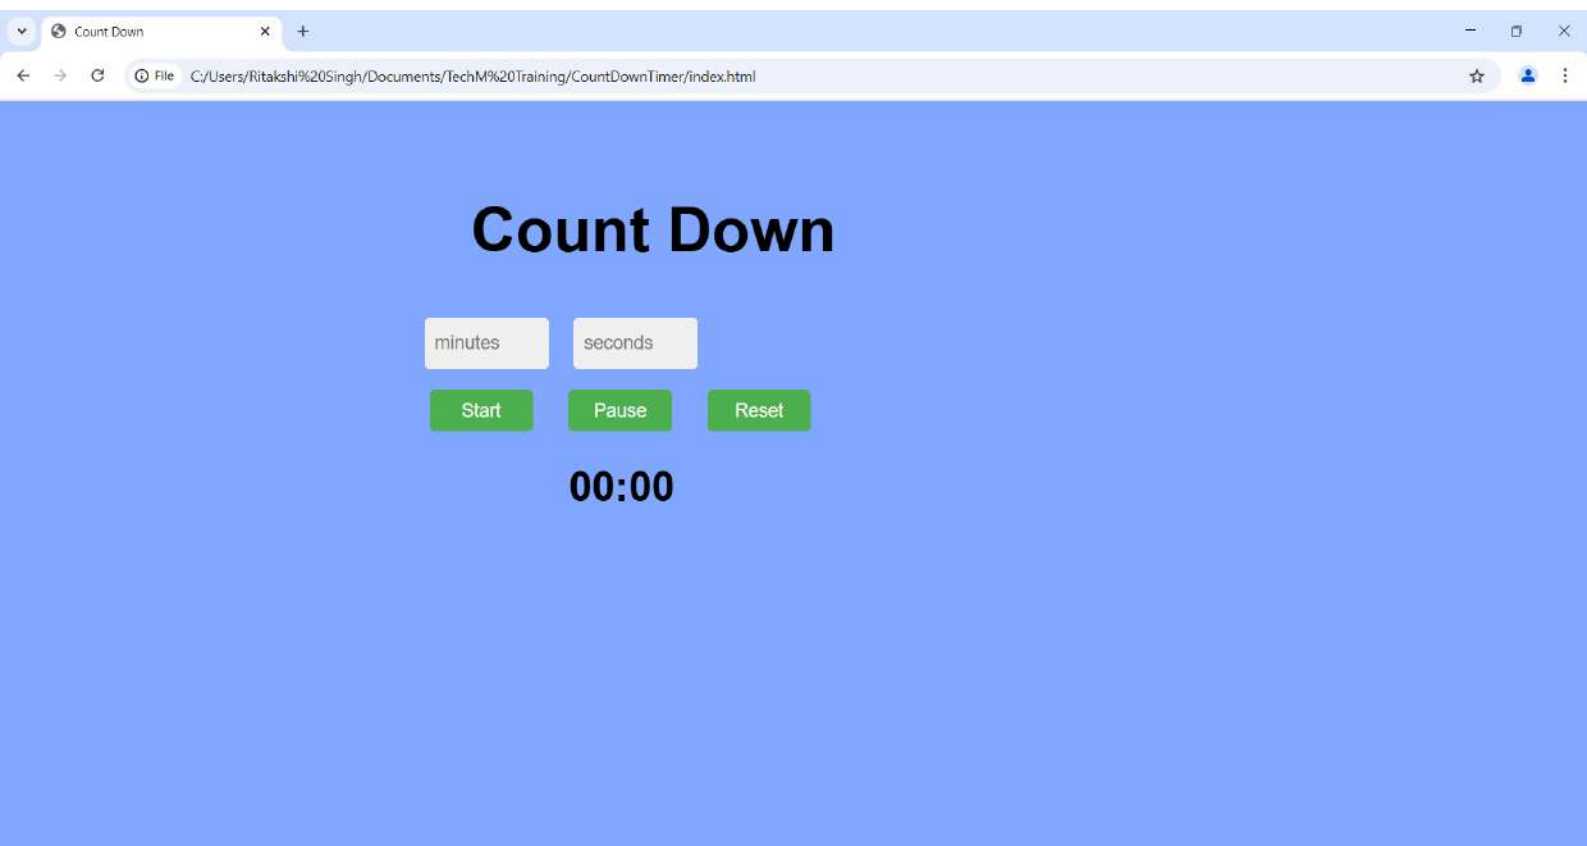 Count Down
File C:/Users/Ritakshi%20Singh/Documents/TechM%20Training/CountDownTimer/index.html
Count Down
minutes seconds
Start Pause Reset
00:00